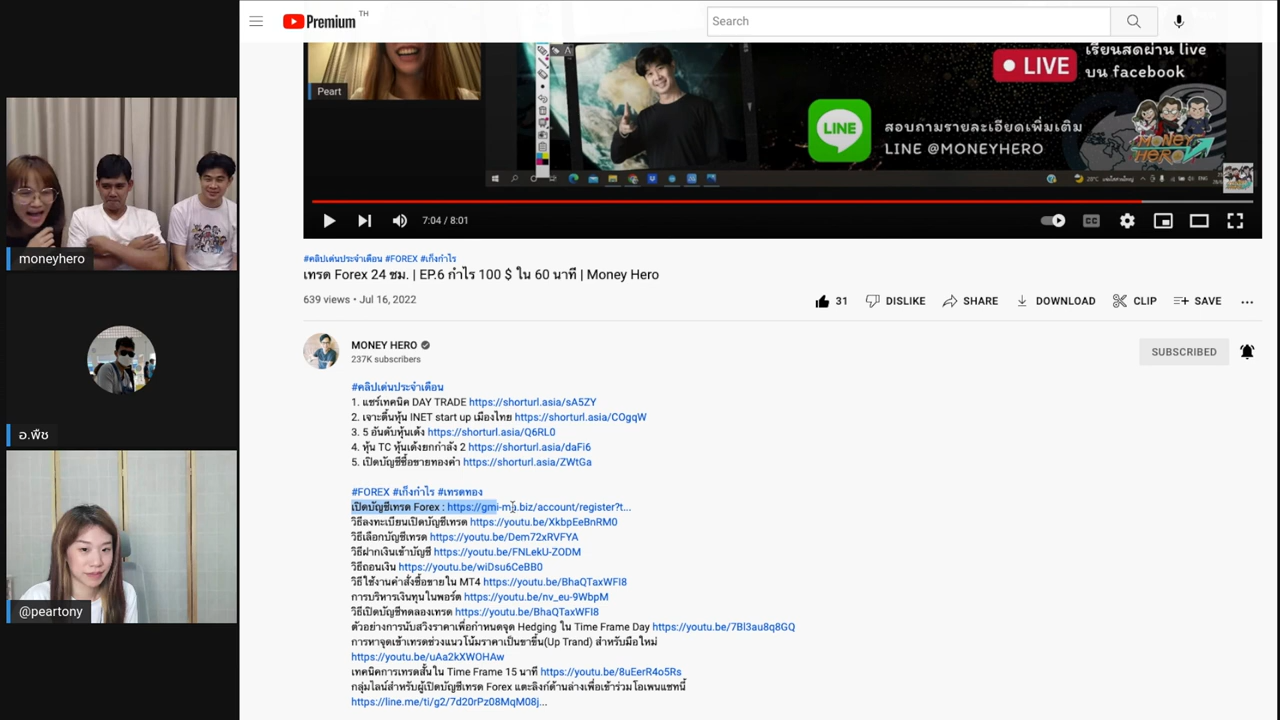 Premium TH
Search
Peart
LIVE
เรียนสดผ่าน live
บน facebook
LINE
สอบถามรายละเอียดเพิ่มเติม
LINE @MONEYHERO
MONEY
HERO
7:04 / 8:01
#คลิปเด่นประจำเดือน #FOREX #เก็งกำไร
เทรด Forex 24 ชม. | EP.6 กำไร 100 $ ใน 60 นาที | Money Hero
639 views • Jul 16, 2022
31 DISLIKE SHARE DOWNLOAD CLIP SAVE
MONEY HERO
237K subscribers
SUBSCRIBED
#คลิปเด่นประจำเดือน
1. แชร์เทคนิค DAY TRADE https://shorturl.asia/sA5ZY
2. เจาะตื้นหุ้น INET start up เมืองไทย https://shorturl.asia/COgqW
3. 5 อันดับหุ้นเด้ง https://shorturl.asia/Q6RL0
4. หุ้น TC หุ้นเด้งยกกำลัง 2 https://shorturl.asia/daFi6
5. เปิดบัญชีซื้อขายทองคำ https://shorturl.asia/ZWtGa
#FOREX #เก็งกำไร #เทรดทอง
เปิดบัญชีเทรด Forex : https://gmi-ma.biz/account/register?t...
วิธีลงทะเบียนเปิดบัญชีเทรด https://youtu.be/XkbpEeBnRM0
วิธีเลือกบัญชีเทรด https://youtu.be/Dem72xRVFYA
วิธีฝากเงินเข้าบัญชี https://youtu.be/FNLekU-ZODM
วิธีถอนเงิน https://youtu.be/wiDsu6CeBB0
วิธีใช้งานคำสั่งซื้อขายใน MT4 https://youtu.be/BhaQTaxWFI8
การบริหารเงินทุนในพอร์ต https://youtu.be/nv_eu-9WbpM
วิธีเปิดบัญชีทดลองเทรด https://youtu.be/BhaQTaxWFI8
ตัวอย่างการนับสวิงราคาเพื่อกำหนดจุด Hedging ใน Time Frame Day https://youtu.be/7Bl3au8q8GQ
การหาจุดเข้าเทรดช่วงแนวโน้มราคาเป็นขาขึ้น(Up Trand) สำหรับมือใหม่
https://youtu.be/uAa2kXWOHAw
เทคนิคการเทรดสั้นใน Time Frame 15 นาที https://youtu.be/8uEerR4o5Rs
กลุ่มไลน์สำหรับผู้เปิดบัญชีเทรด Forex แตะลิงก์ด้านล่างเพื่อเข้าร่วมโอเพนแชทนี้
https://line.me/ti/g2/7d20rPz08MqM08j...
moneyhero
อ.พืช
@peartony